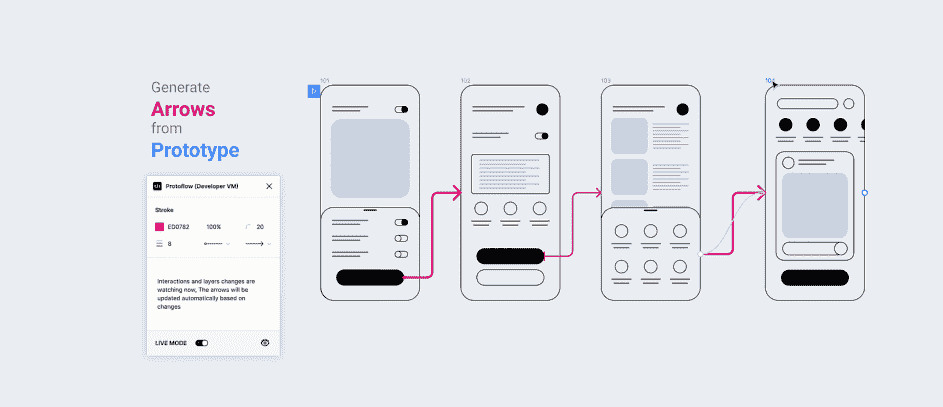 Generate
Arrows
from
Prototype
Protoflow (Developer VM)
Stroke
ED0782 100% 20
8
Interactions and layers changes are
watching now, The arrows will be
updated automatically based on
changes
LIVE MODE
101
102
103